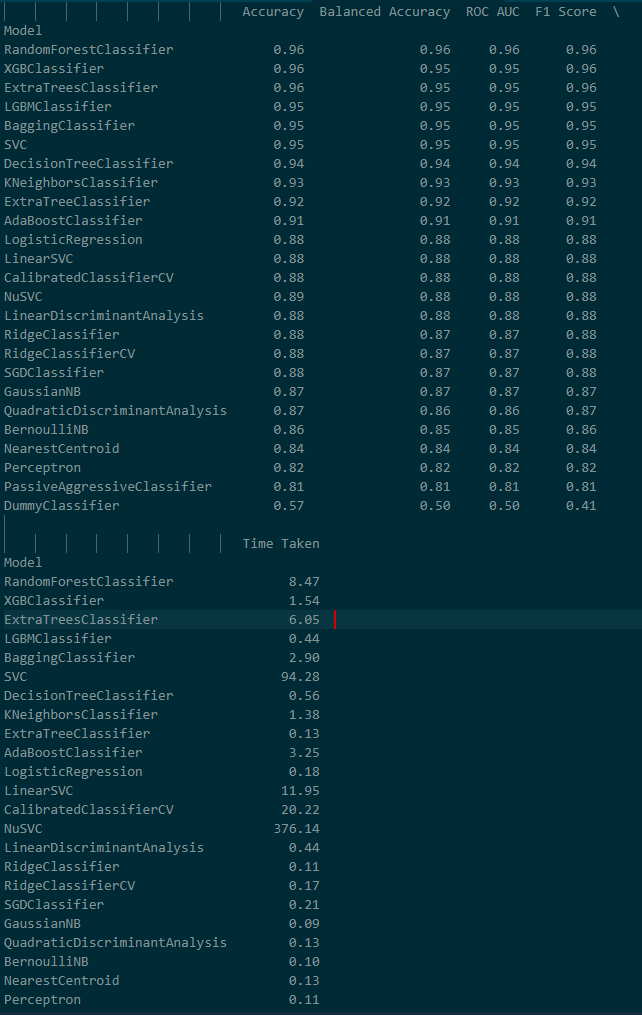 Accuracy Balanced Accuracy ROC AUC F1 Score \
Model
RandomForestClassifier 0.96 0.96 0.96 0.96
XGBClassifier 0.96 0.95 0.95 0.96
ExtraTreesClassifier 0.96 0.95 0.95 0.96
LGBMClassifier 0.95 0.95 0.95 0.95
BaggingClassifier 0.95 0.95 0.95 0.95
SVC 0.95 0.95 0.95 0.95
DecisionTreeClassifier 0.94 0.94 0.94 0.94
KNeighborsClassifier 0.93 0.93 0.93 0.93
ExtraTreeClassifier 0.92 0.92 0.92 0.92
AdaBoostClassifier 0.91 0.91 0.91 0.91
LogisticRegression 0.88 0.88 0.88 0.88
LinearSVC 0.88 0.88 0.88 0.88
CalibratedClassifierCV 0.88 0.88 0.88 0.88
NuSVC 0.89 0.88 0.88 0.88
LinearDiscriminantAnalysis 0.88 0.88 0.88 0.88
RidgeClassifier 0.88 0.87 0.87 0.88
RidgeClassifierCV 0.88 0.87 0.87 0.88
SGDClassifier 0.88 0.87 0.87 0.88
GaussianNB 0.87 0.87 0.87 0.87
QuadraticDiscriminantAnalysis 0.87 0.86 0.86 0.87
BernoulliNB 0.86 0.85 0.85 0.86
NearestCentroid 0.84 0.84 0.84 0.84
Perceptron 0.82 0.82 0.82 0.82
PassiveAggressiveClassifier 0.81 0.81 0.81 0.81
DummyClassifier 0.57 0.50 0.50 0.41
Time Taken
Model
RandomForestClassifier 8.47
XGBClassifier 1.54
ExtraTreesClassifier 6.05
LGBMClassifier 0.44
BaggingClassifier 2.90
SVC 94.28
DecisionTreeClassifier 0.56
KNeighborsClassifier 1.38
ExtraTreeClassifier 0.13
AdaBoostClassifier 3.25
LogisticRegression 0.18
LinearSVC 11.95
CalibratedClassifierCV 20.22
NuSVC 376.14
LinearDiscriminantAnalysis 0.44
RidgeClassifier 0.11
RidgeClassifierCV 0.17
SGDClassifier 0.21
GaussianNB 0.09
QuadraticDiscriminantAnalysis 0.13
BernoulliNB 0.10
NearestCentroid 0.13
Perceptron 0.11